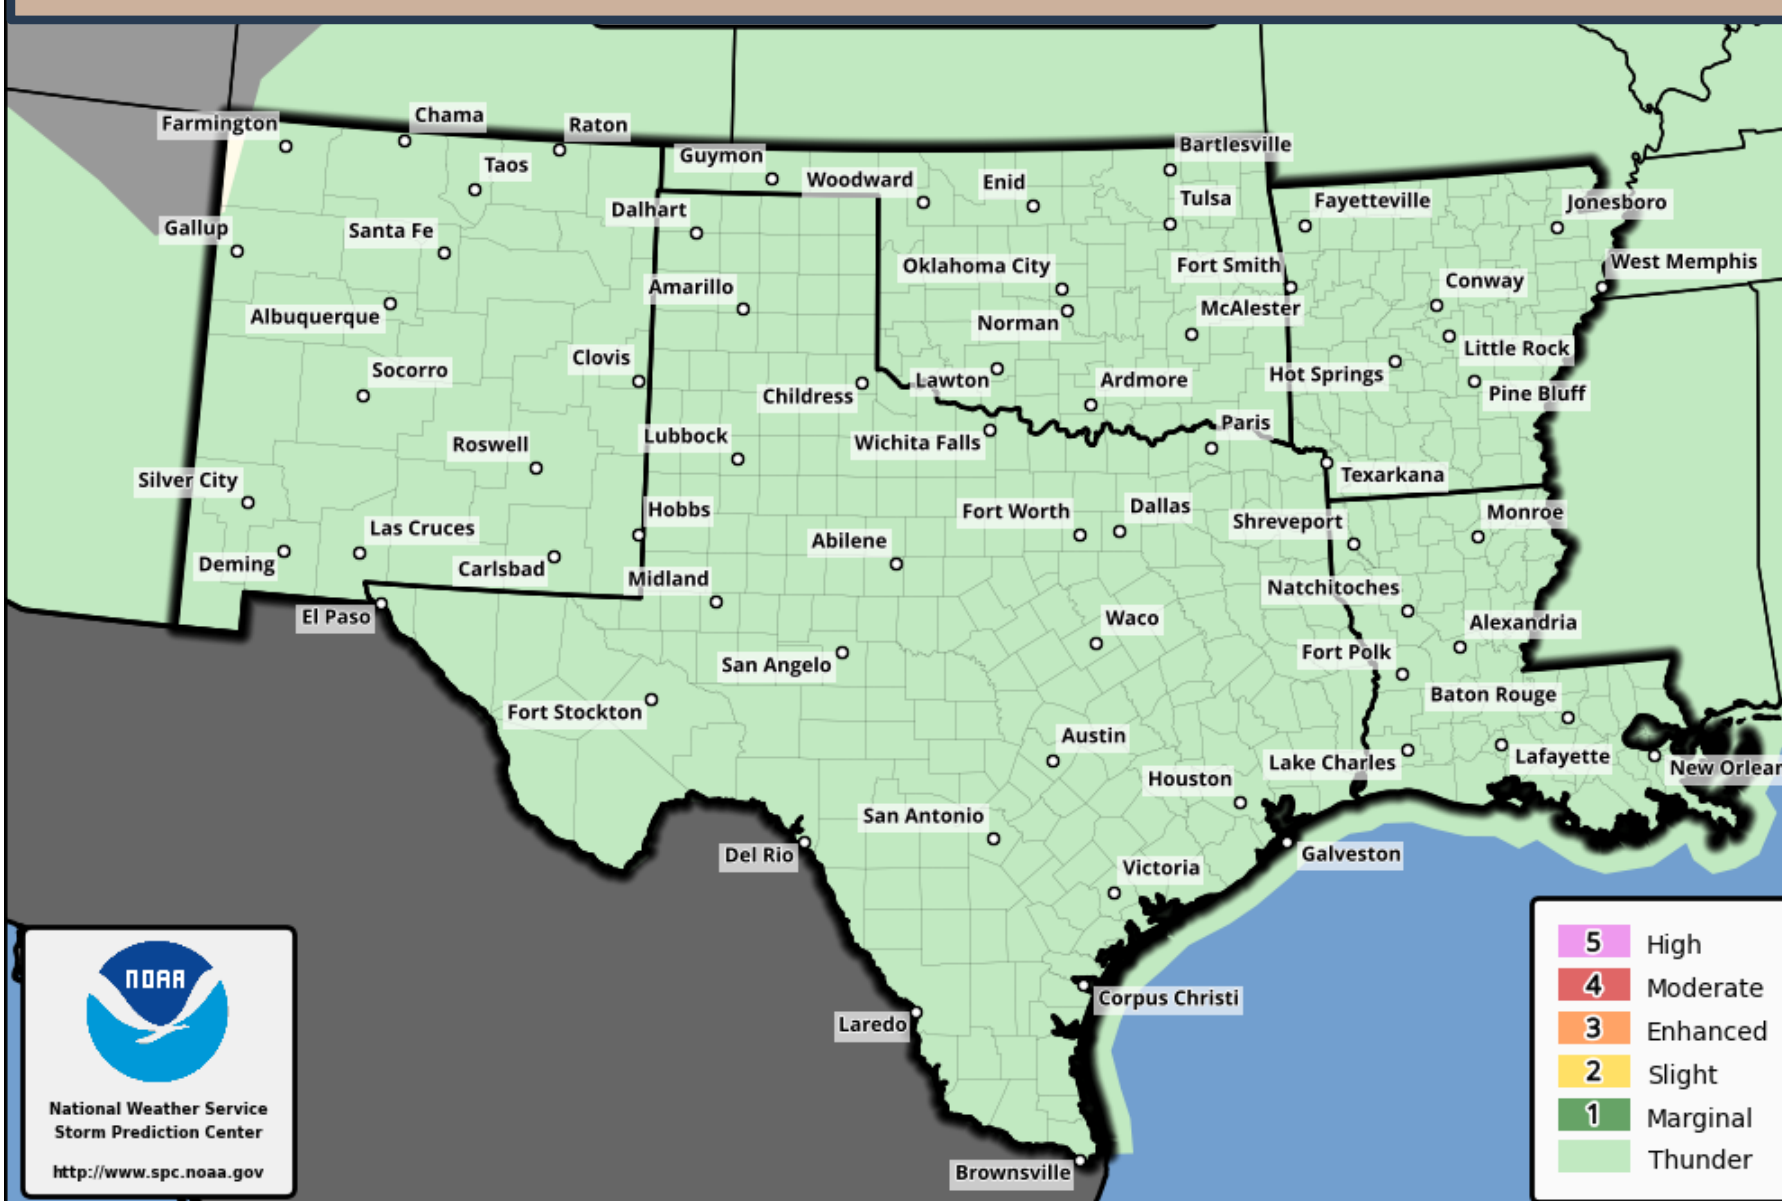 Farmington
Chama
Raton
Taos
Guymon
Woodward
Enid
Bartlesville
Tulsa
Fayetteville
Jonesboro
Gallup
Santa Fe
Dalhart
Oklahoma City
Fort Smith
West Memphis
Conway
Amarillo
Albuquerque
Norman
McAlester
Little Rock
Socorro
Clovis
Childress
Lawton
Ardmore
Hot Springs
Pine Bluff
Roswell
Lubbock
Wichita Falls
Paris
Texarkana
Silver City
Hobbs
Fort Worth
Dallas
Shreveport
Monroe
Las Cruces
Deming
Carlsbad
Midland
Abilene
Natchitoches
El Paso
Waco
Alexandria
San Angelo
Fort Polk
Baton Rouge
Fort Stockton
Austin
Lake Charles
Lafayette
New Orlean
Houston
San Antonio
Del Rio
Galveston
Victoria
Corpus Christi
Laredo
Brownsville
NOAA
National Weather Service
Storm Prediction Center
http://www.spc.noaa.gov
5 High
4 Moderate
3 Enhanced
2 Slight
1 Marginal
Thunder